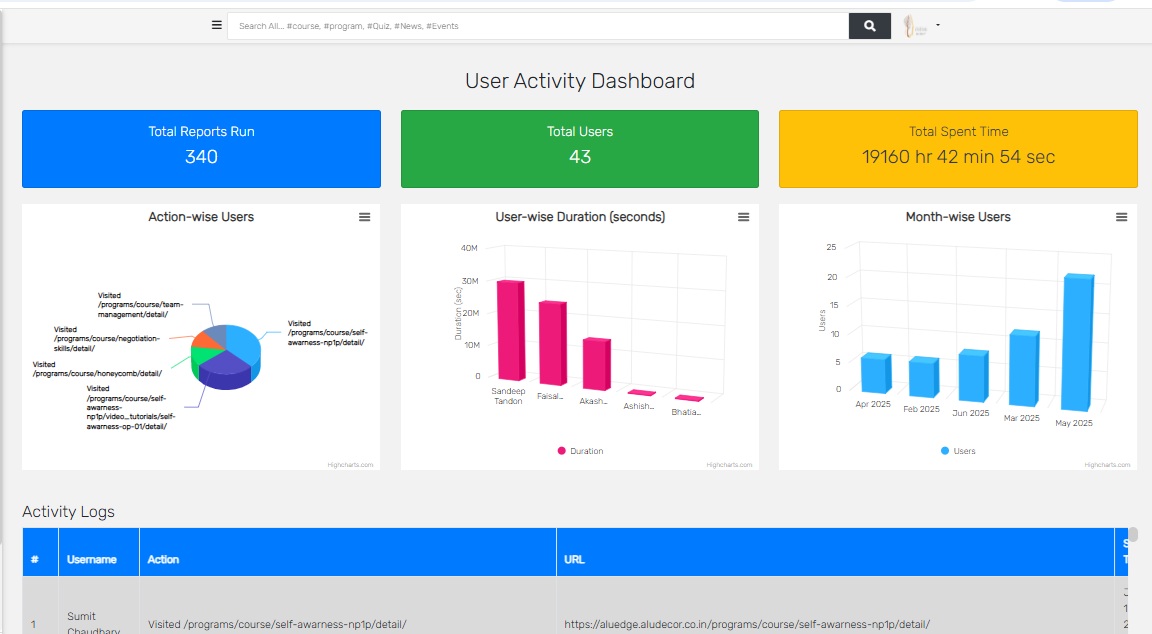 Search All... #course, #program, #Quiz, #News, #Events
User Activity Dashboard
Total Reports Run
340
Total Users
43
Total Spent Time
19160 hr 42 min 54 sec
Action-wise Users
Visited
/programs/course/team-
management/detail/
Visited
/programs/course/negotiation-
skills/detail/
Visited
/programs/course/honeycomb/detail/
Visited
/programs/course/self-
awarness-
np1p/video_tutorials/self-
awarness-op-01/detail/
Visited
/programs/course/self-
awarness-np1p/detail/
Highcharts.com
User-wise Duration (seconds)
Duration (sec)
40M
30M
20M
10M
0
Sandeep
Tandon
Faisal...
Akash...
Ashish...
Bhatia...
Duration
Highcharts.com
Month-wise Users
Users
25
20
15
10
5
0
Apr 2025
Feb 2025
Jun 2025
Mar 2025
May 2025
Users
Highcharts.com
Activity Logs
# Username Action URL S
T
1 Sumit
Chaudhary Visited /programs/course/self-awarness-np1p/detail/ https://aluedge.aludecor.co.in/programs/course/self-awarness-np1p/detail/